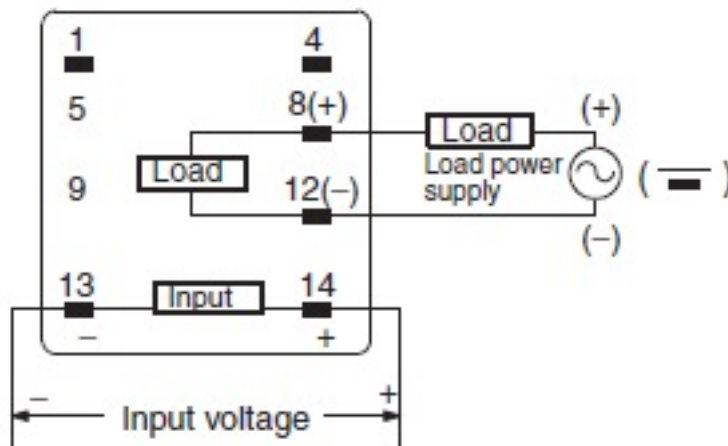 1 4
5 8(+) (+)
Load
Load
Load power
supply
9 12(−) ( )
(−)
13 Input 14
− +
− +
Input voltage